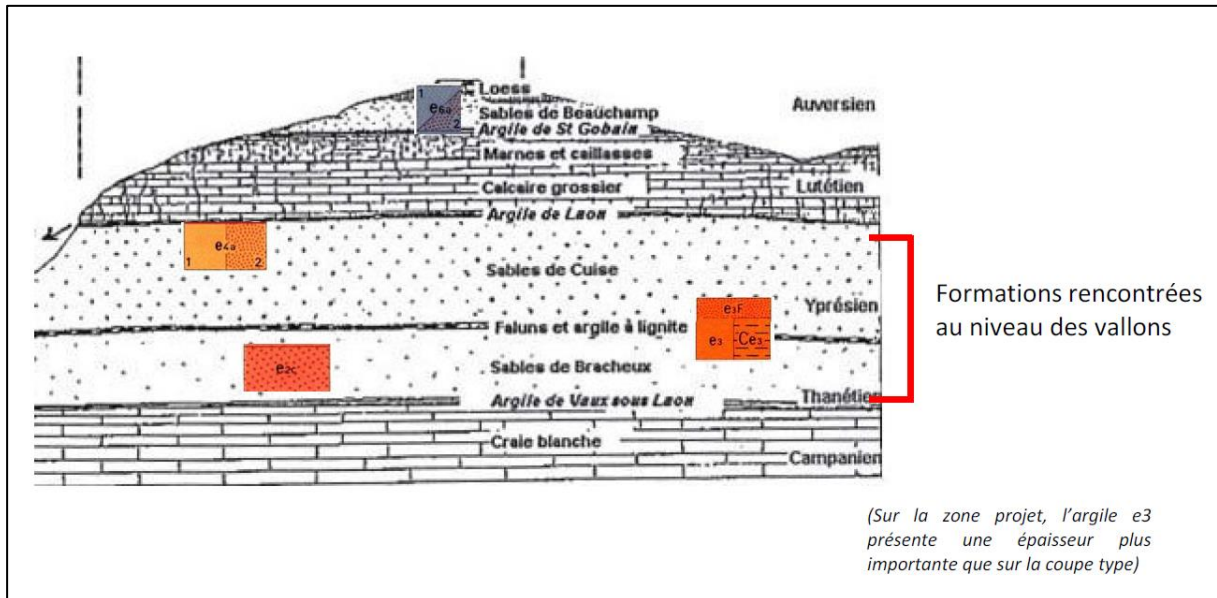 Loess
1
e6a
2
Sables de Beauchamp
Auversien
Argile de St Gobain
Marnes et caillasses
Calcaire grossier
Lutétien
Argile de Laon
e4a
1
2
Sables de Cuise
Formations rencontrées
au niveau des vallons
Yprésien
e3F
Faluns et argile à lignite
e3
Ce3
e2c
Sables de Bracheux
Argile de Vaux sous Laon
Thanétien
Craie blanche
Campanien
(Sur la zone projet, l’argile e3
présente une épaisseur plus
importante que sur la coupe type)